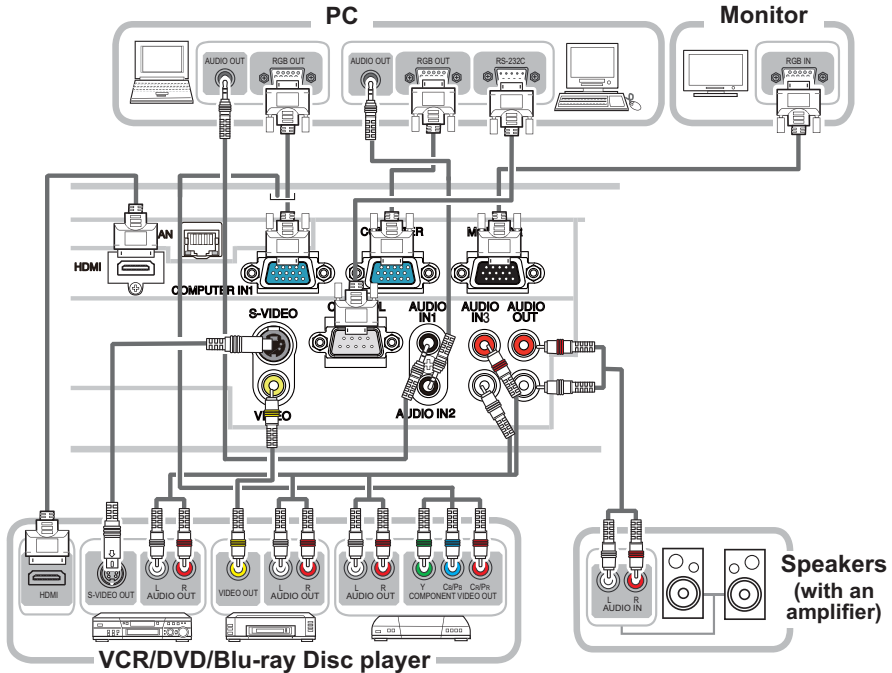 PC
Monitor
AUDIO OUT
RGB OUT
AUDIO OUT
RGB OUT
RS-232C
RGB IN
AN
HDMI
COMPUTER IN1
S-VIDEO
AUDIO IN1
AUDIO IN3
AUDIO OUT
VIDEO
AUDIO IN2
HDMI
S-VIDEO OUT
L R
AUDIO OUT
VIDEO OUT
L R
AUDIO OUT
L R
AUDIO OUT
Y CB/PB CR/PR
COMPONENT VIDEO OUT
L R
AUDIO IN
Speakers
(with an
amplifier)
VCR/DVD/Blu-ray Disc player